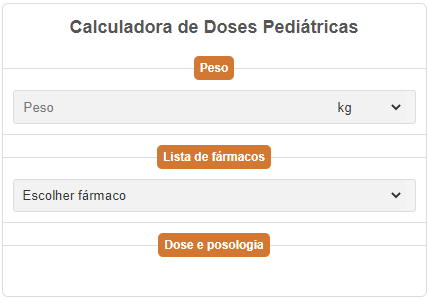 Calculadora de Doses Pediátricas
Peso
Peso kg
Lista de fármacos
Escolher fármaco
Dose e posologia